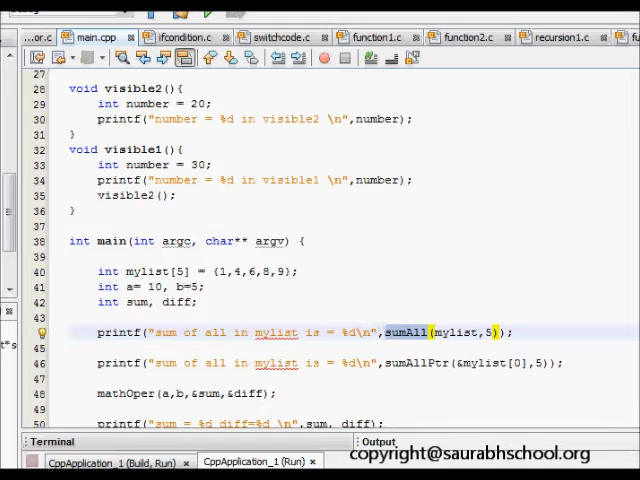 ...or.c main.cpp ifcondition.c switchcode.c function1.c function2.c recursion1.c fu
27
28 void visible2(){
29 int number = 20;
30 printf("number = %d in visible2 \n",number);
31 }
32 void visible1(){
33 int number = 30;
34 printf("number = %d in visible1 \n",number);
35 visible2();
36 }
37
38 int main(int argc, char** argv) {
39
40 int mylist[5] = {1,4,6,8,9};
41 int a= 10, b=5;
42 int sum, diff;
43
printf("sum of all in mylist is = %d\n",sumAll(mylist,5));
45
46 printf("sum of all in mylist is = %d\n",sumAllPtr(&mylist[0],5));
47
48 mathOper(a,b,&sum,&diff);
49
50 printf("sum = %d diff=%d \n",sum, diff);
Terminal Output
CppApplication_1 (Build, Run) CppApplication_1 (Run)
copyright@saurabhschool.org